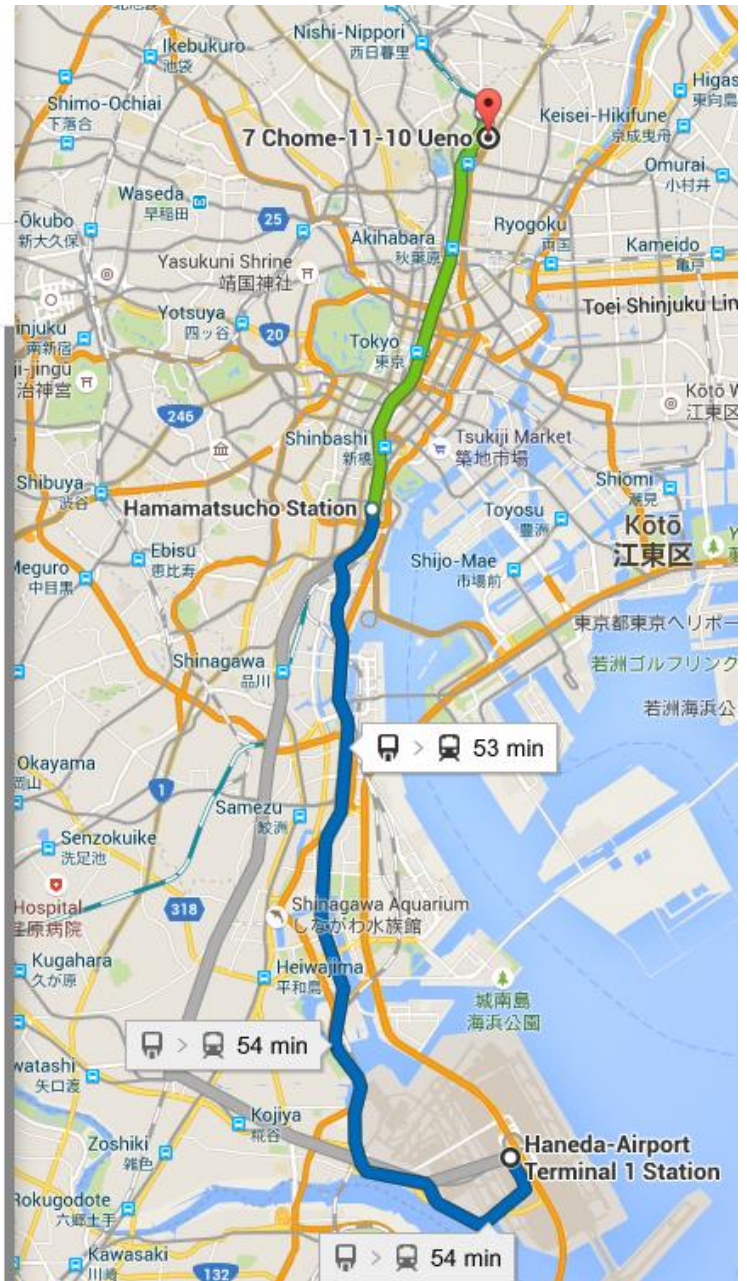 Ikebukuro
池袋
Nishi-Nippori
西日暮里
Shimo-Ochiai
下落合
Higas
東向島
Keisei-Hikifune
京成曳舟
7 Chome-11-10 Ueno
Omurai
小村井
Waseda
早稲田
-Ōkubo
新大久保
25
Ryogoku
両国
Akihabara
秋葉原
Kameido
亀戸
Yasukuni Shrine
靖国神社
Toei Shinjuku Lin
Yotsuya
四ッ谷
20
injuku
南新宿
Tokyo
東京
ji-jingu
治神宮
Kōtō W
江東区
246
Shinbashi
新橋
Tsukiji Market
築地市場
Shibuya
渋谷
Shiomi
潮見
Hamamatsucho Station
Toyosu
豊洲
Kōtō
江東区
Ebisu
恵比寿
Shijo-Mae
市場前
Meguro
中目黒
東京都東京ヘリポー
Shinagawa
品川
若洲ゴルフリンク
若洲海浜公
53 min
Okayama
岡山
1
Samezu
鮫洲
Senzokuike
洗足池
Hospital
荏原病院
318
Shinagawa Aquarium
しながわ水族館
Kugahara
久が原
Heiwajima
平和島
城南島
海浜公園
54 min
watashi
矢口渡
Kojiya
糀谷
Haneda-Airport
Terminal 1 Station
Zoshiki
雑色
Rokugodote
六郷土手
54 min
Kawasaki
川崎
132